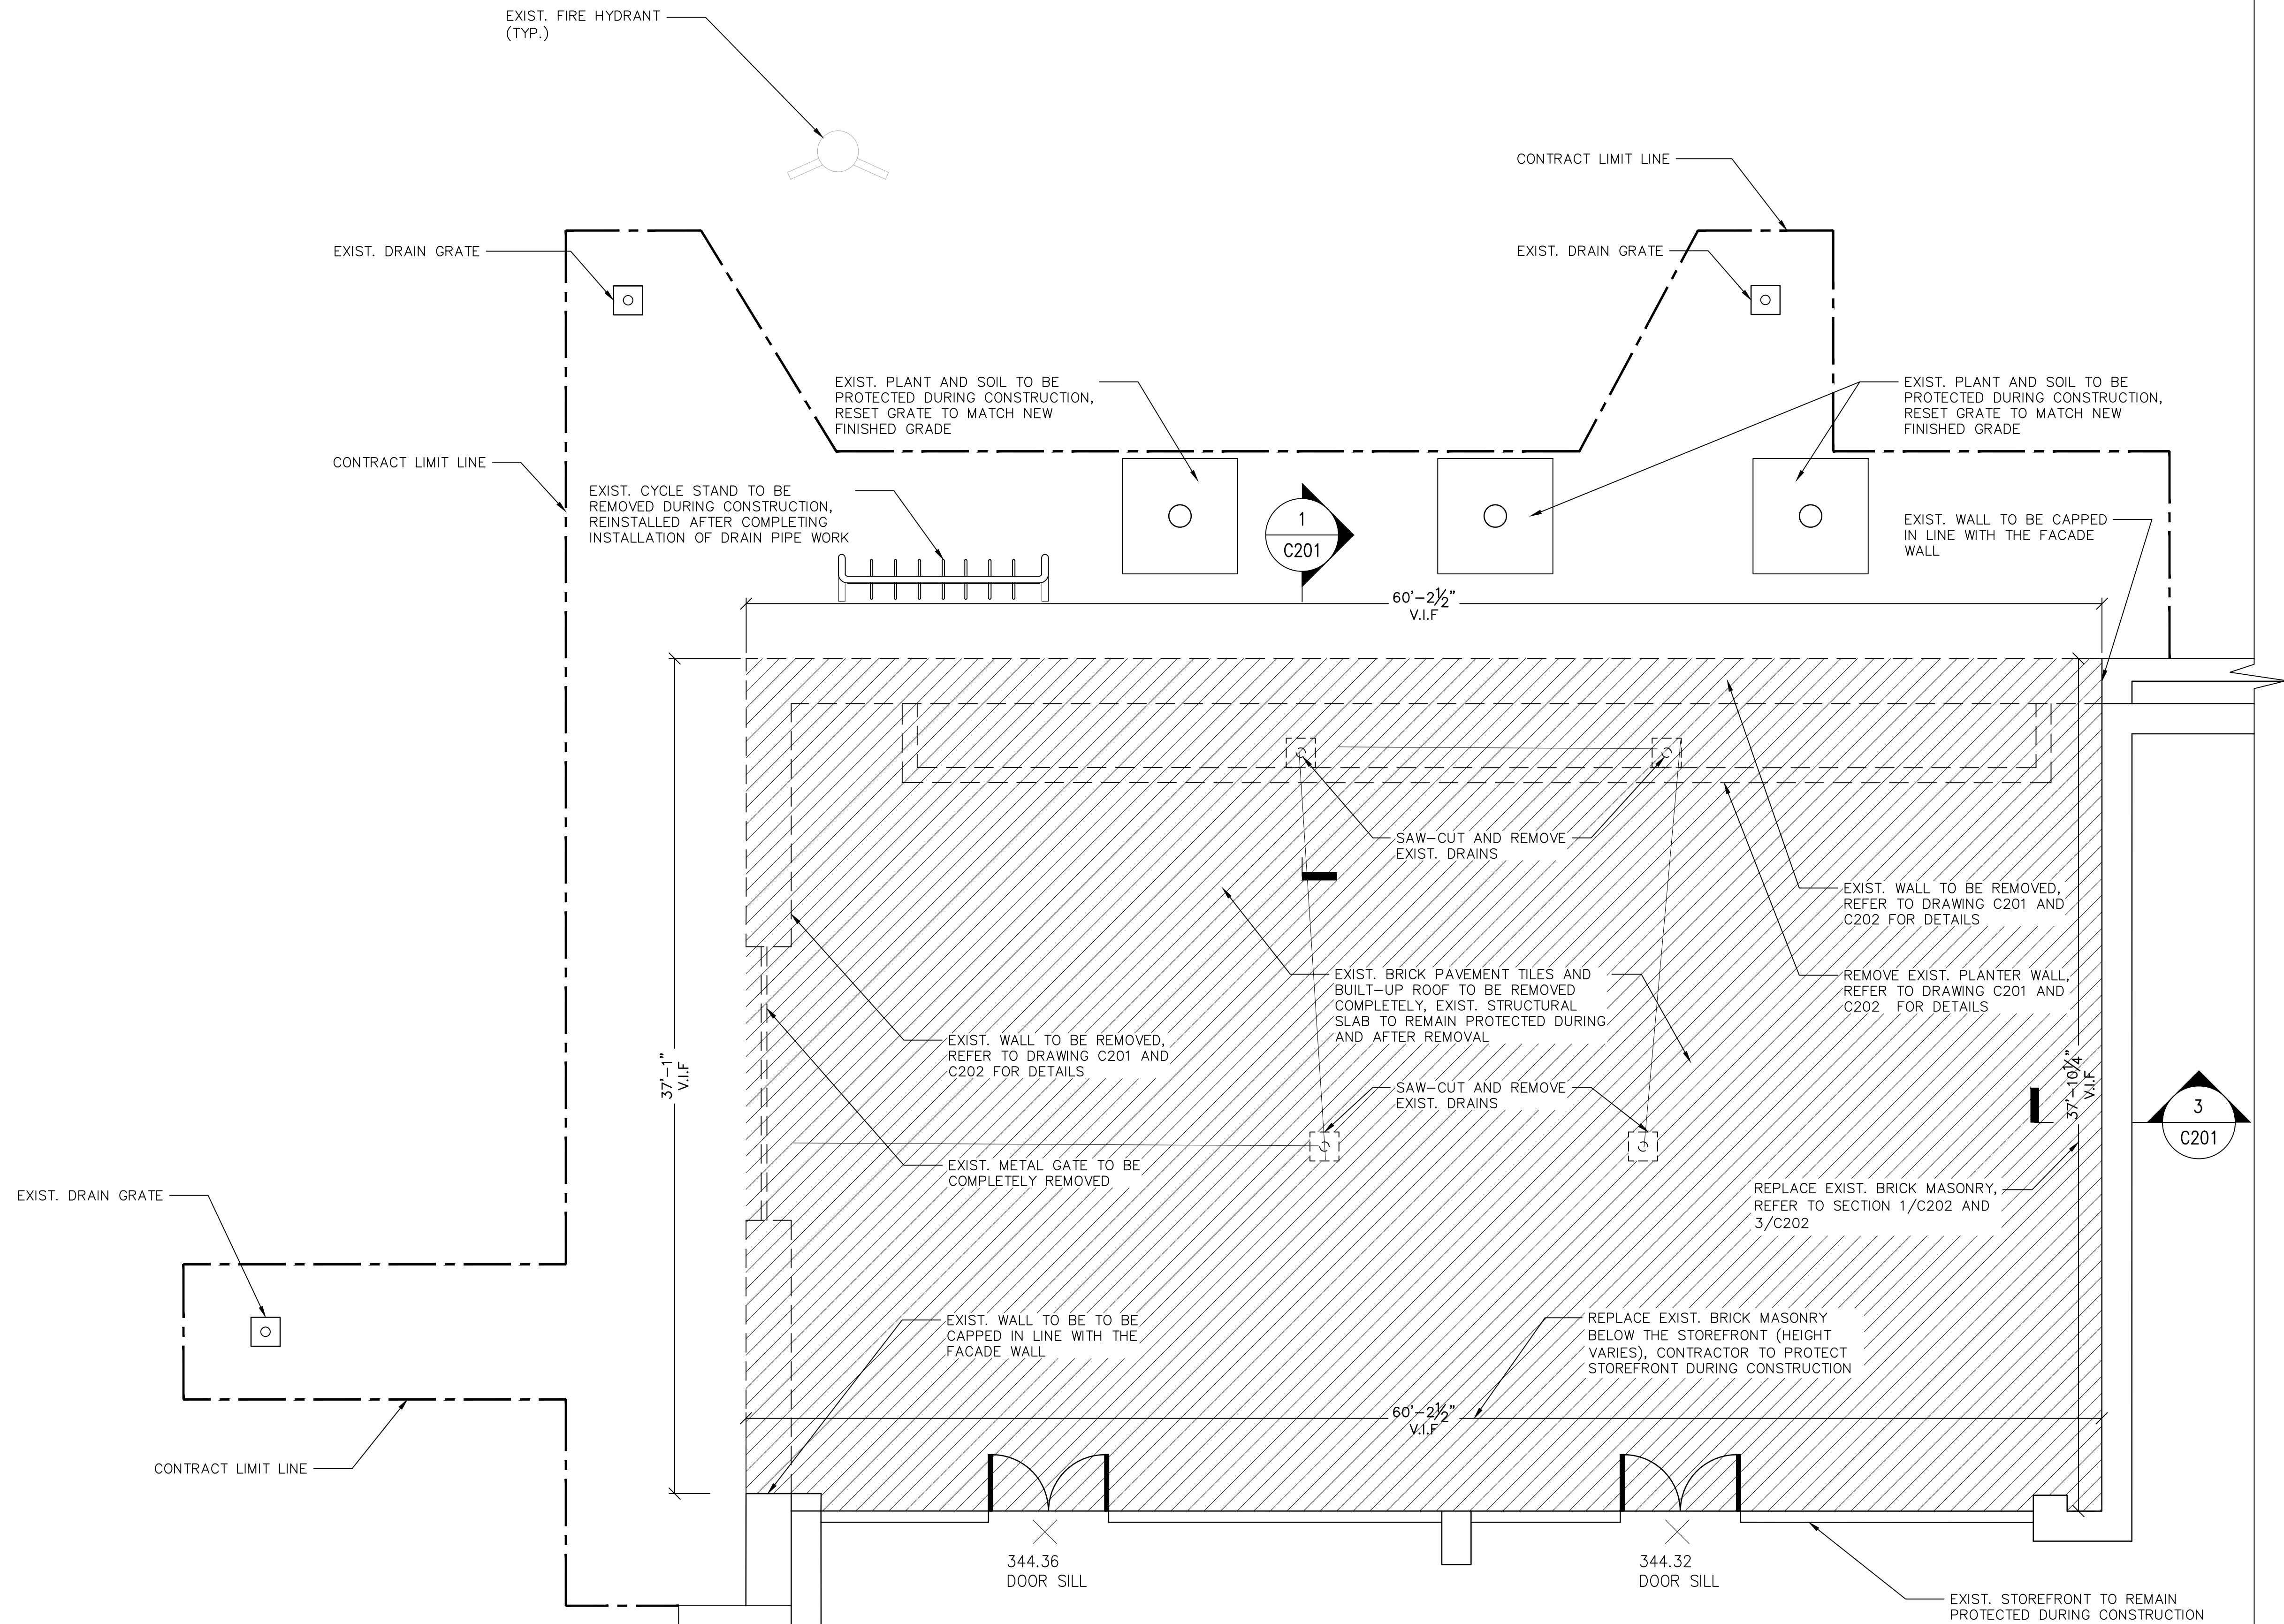 EXIST. FIRE HYDRANT
(TYP.)
CONTRACT LIMIT LINE
EXIST. DRAIN GRATE
EXIST. DRAIN GRATE
EXIST. PLANT AND SOIL TO BE
PROTECTED DURING CONSTRUCTION,
RESET GRATE TO MATCH NEW
FINISHED GRADE
EXIST. PLANT AND SOIL TO BE
PROTECTED DURING CONSTRUCTION,
RESET GRATE TO MATCH NEW
FINISHED GRADE
CONTRACT LIMIT LINE
EXIST. CYCLE STAND TO BE
REMOVED DURING CONSTRUCTION,
REINSTALLED AFTER COMPLETING
INSTALLATION OF DRAIN PIPE WORK
1
C201
EXIST. WALL TO BE CAPPED
IN LINE WITH THE FACADE
WALL
60'-2½"
V.I.F
SAW-CUT AND REMOVE
EXIST. DRAINS
EXIST. WALL TO BE REMOVED,
REFER TO DRAWING C201 AND
C202 FOR DETAILS
EXIST. BRICK PAVEMENT TILES AND
BUILT-UP ROOF TO BE REMOVED
COMPLETELY, EXIST. STRUCTURAL
SLAB TO REMAIN PROTECTED DURING
AND AFTER REMOVAL
REMOVE EXIST. PLANTER WALL,
REFER TO DRAWING C201 AND
C202 FOR DETAILS
EXIST. WALL TO BE REMOVED,
REFER TO DRAWING C201 AND
C202 FOR DETAILS
37'-1"
V.I.F
37'-10¼"
V.I.F
SAW-CUT AND REMOVE
EXIST. DRAINS
3
C201
EXIST. METAL GATE TO BE
COMPLETELY REMOVED
EXIST. DRAIN GRATE
REPLACE EXIST. BRICK MASONRY,
REFER TO SECTION 1/C202 AND
3/C202
EXIST. WALL TO BE TO BE
CAPPED IN LINE WITH THE
FACADE WALL
REPLACE EXIST. BRICK MASONRY
BELOW THE STOREFRONT (HEIGHT
VARIES), CONTRACTOR TO PROTECT
STOREFRONT DURING CONSTRUCTION
60'-2½"
V.I.F
CONTRACT LIMIT LINE
344.36
DOOR SILL
344.32
DOOR SILL
EXIST. STOREFRONT TO REMAIN
PROTECTED DURING CONSTRUCTION